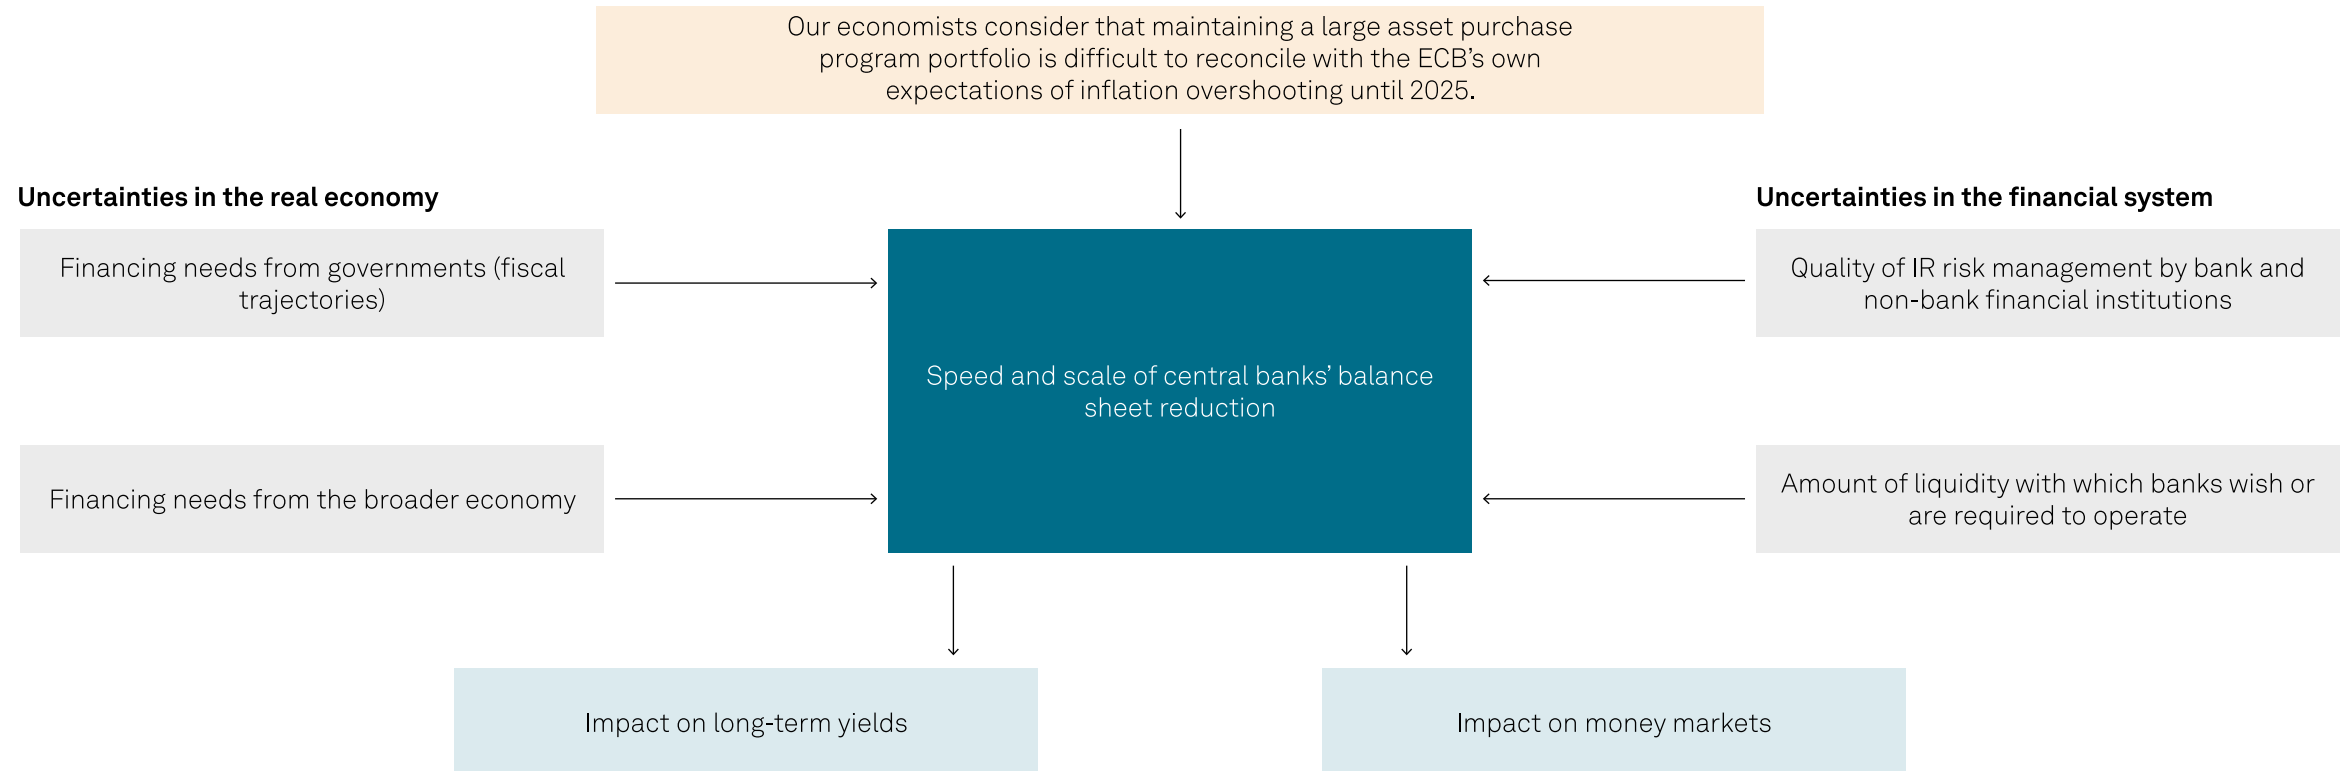 Our economists consider that maintaining a large asset purchase
program portfolio is difficult to reconcile with the ECB’s own
expectations of inflation overshooting until 2025.
Uncertainties in the real economy
Financing needs from governments (fiscal
trajectories)
Financing needs from the broader economy
Speed and scale of central banks’ balance
sheet reduction
Uncertainties in the financial system
Quality of IR risk management by bank and
non-bank financial institutions
Amount of liquidity with which banks wish or
are required to operate
Impact on long-term yields
Impact on money markets